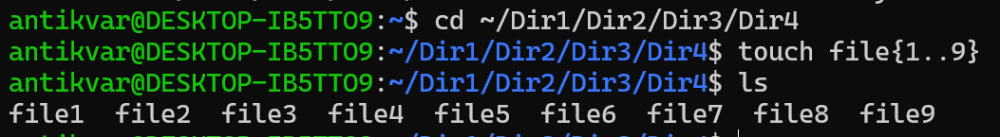 antikvar@DESKTOP-IB5TTO9:~$ cd ~/Dir1/Dir2/Dir3/Dir4
antikvar@DESKTOP-IB5TTO9:~/Dir1/Dir2/Dir3/Dir4$ touch file{1..9}
antikvar@DESKTOP-IB5TTO9:~/Dir1/Dir2/Dir3/Dir4$ ls
file1  file2  file3  file4  file5  file6  file7  file8  file9